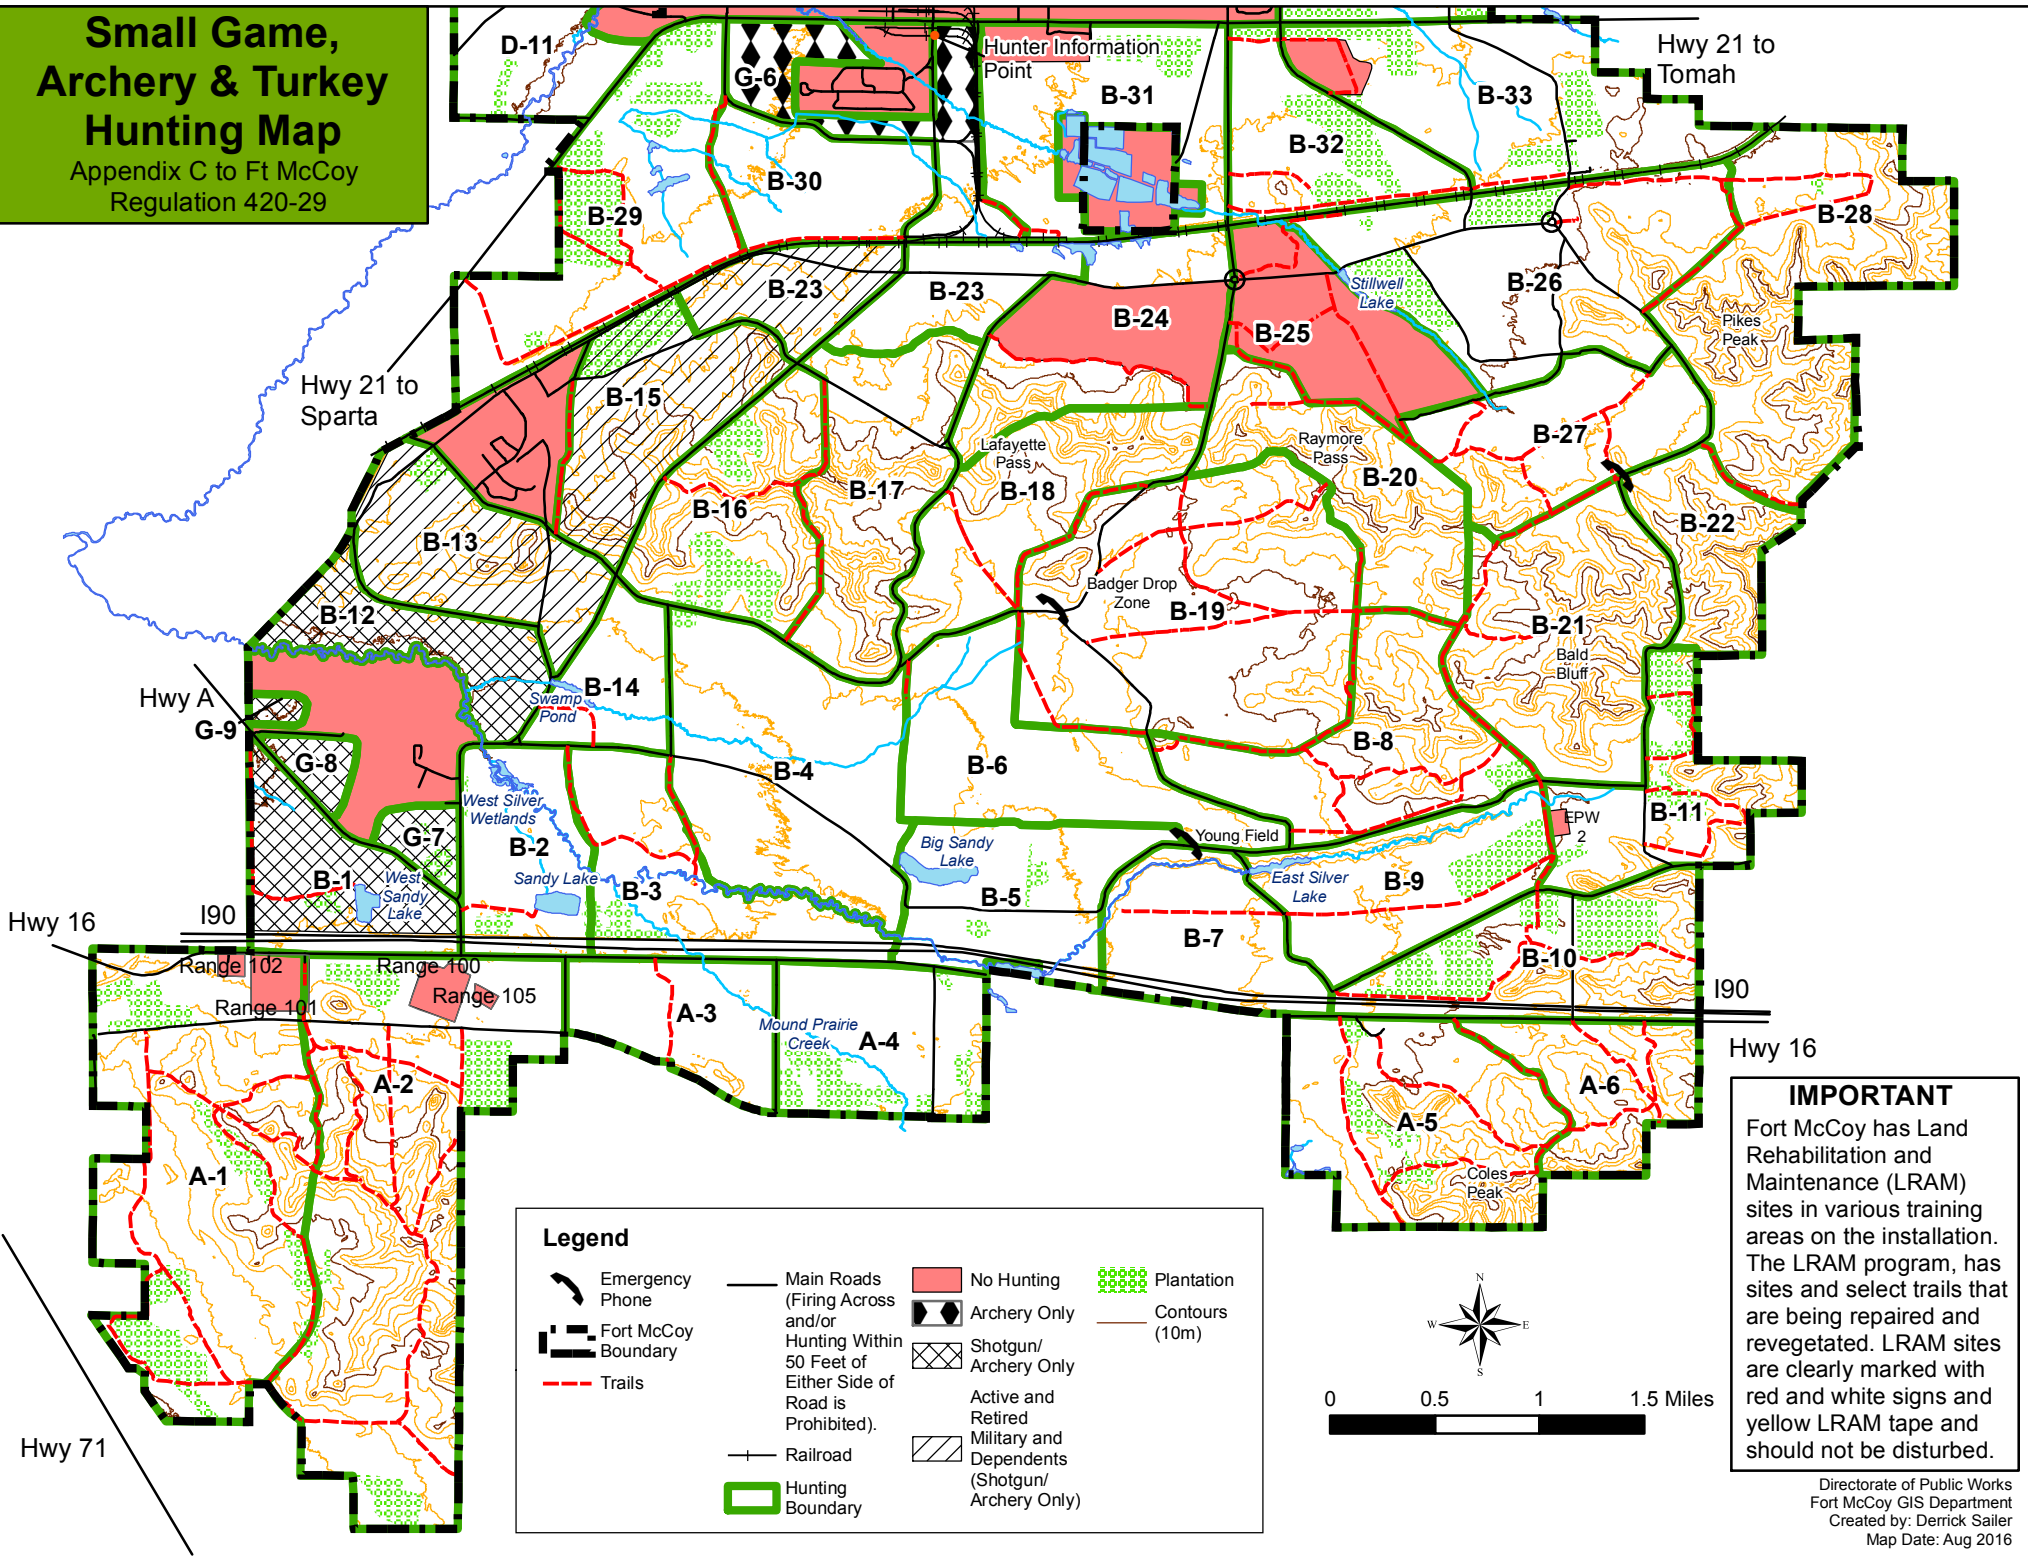 Small Game,
Archery & Turkey
Hunting Map
Appendix C to Ft McCoy
Regulation 420-29
D-11
G-6
Hunter Information
Point
B-31
B-33
Hwy 21 to
Tomah
B-32
B-30
B-29
B-28
B-23
B-23
B-24
B-25
Stillwell
Lake
B-26
Pikes
Peak
Hwy 21 to
Sparta
B-15
B-16
B-17
Lafayette
Pass
B-18
Raymore
Pass
B-20
B-27
B-22
B-13
B-12
Badger Drop
Zone
B-19
B-21
Bald
Bluff
Hwy A
G-9
B-14
Swamp
Pond
G-8
B-4
B-6
B-8
West Silver
Wetlands
G-7
B-2
Big Sandy
Lake
Young Field
EPW
2
B-11
B-1
West
Sandy
Lake
Sandy Lake
B-3
B-5
East Silver
Lake
B-9
Hwy 16
I90
B-7
B-10
Range 102
Range 100
Range 105
Range 101
I90
A-3
Mound Prairie
Creek
A-4
Hwy 16
A-2
A-6
A-5
A-1
Coles
Peak
Hwy 71
Legend
Emergency
Phone
Fort McCoy
Boundary
Trails
Main Roads
(Firing Across
and/or
Hunting Within
50 Feet of
Either Side of
Road is
Prohibited).
Railroad
Hunting
Boundary
No Hunting
Archery Only
Shotgun/
Archery Only
Active and
Retired
Military and
Dependents
(Shotgun/
Archery Only)
Plantation
Contours
(10m)
N
W
E
S
0 0.5 1 1.5 Miles
IMPORTANT
Fort McCoy has Land
Rehabilitation and
Maintenance (LRAM)
sites in various training
areas on the installation.
The LRAM program, has
sites and select trails that
are being repaired and
revegetated. LRAM sites
are clearly marked with
red and white signs and
yellow LRAM tape and
should not be disturbed.
Directorate of Public Works
Fort McCoy GIS Department
Created by: Derrick Sailer
Map Date: Aug 2016